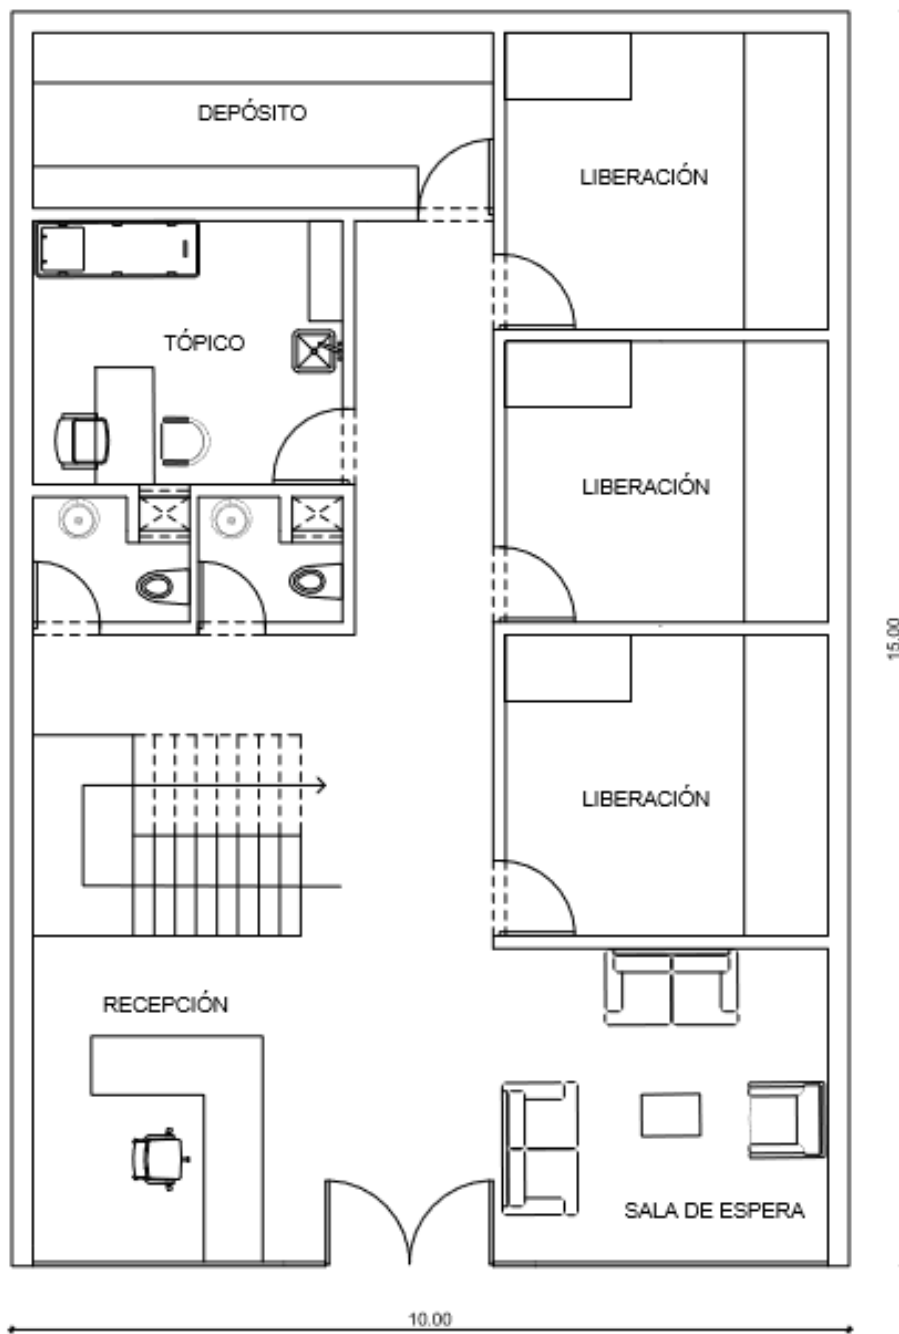 DEPÓSITO
LIBERACIÓN
TÓPICO
LIBERACIÓN
15.00
LIBERACIÓN
RECEPCIÓN
SALA DE ESPERA
10.00